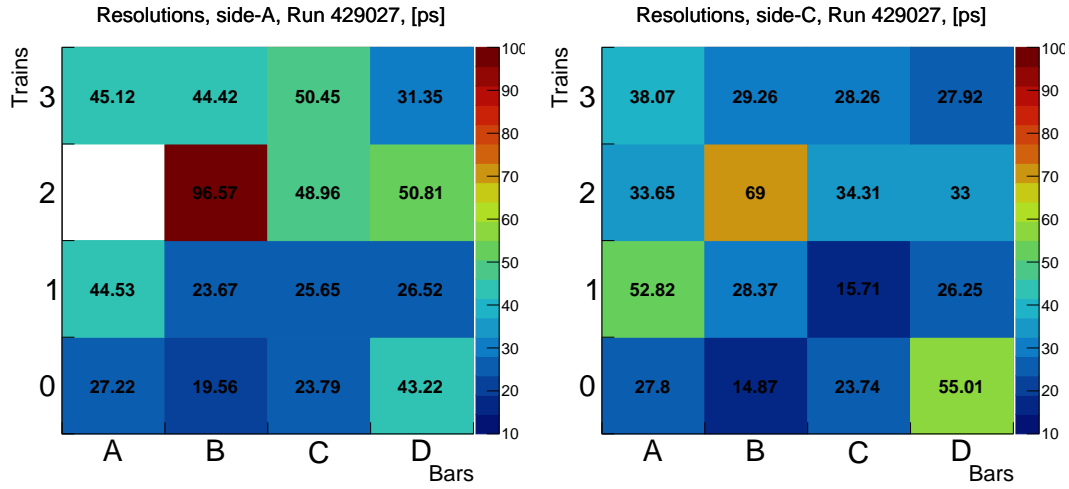 Resolutions, side-A, Run 429027, [ps]
Trains
3 45.12 44.42 50.45 31.35
2 96.57 48.96 50.81
1 44.53 23.67 25.65 26.52
0 27.22 19.56 23.79 43.22
A B C D
Bars
100
90
80
70
60
50
40
30
20
10
Resolutions, side-C, Run 429027, [ps]
Trains
3 38.07 29.26 28.26 27.92
2 33.65 69 34.31 33
1 52.82 28.37 15.71 26.25
0 27.8 14.87 23.74 55.01
A B C D
Bars
100
90
80
70
60
50
40
30
20
10